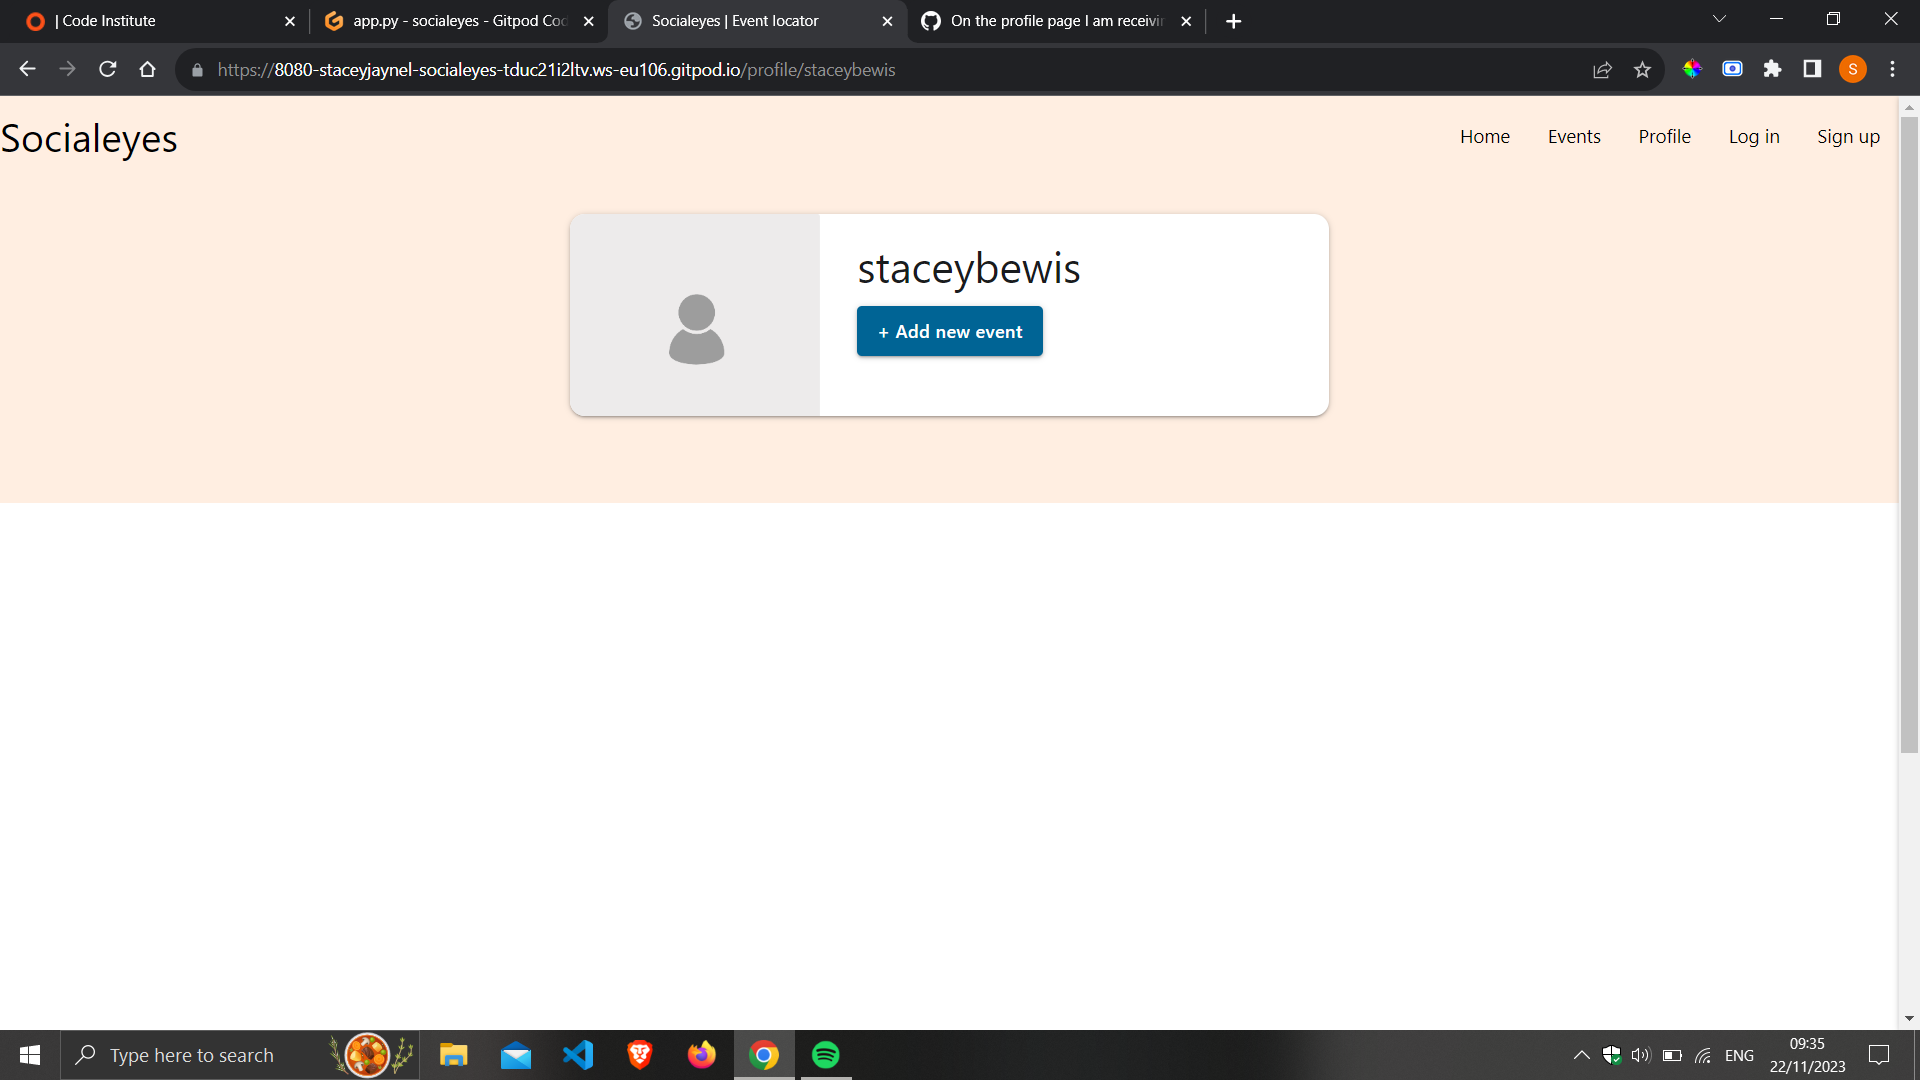 | Code Institute
app.py - socialeyes - Gitpod Cod
Socialeyes | Event locator
On the profile page I am receivin
https://8080-staceyjaynel-socialeyes-tduc21i2ltv.ws-eu106.gitpod.io/profile/staceybewis
S
Socialeyes
Home
Events
Profile
Log in
Sign up
staceybewis
+ Add new event
Type here to search
ENG
09:35
22/11/2023